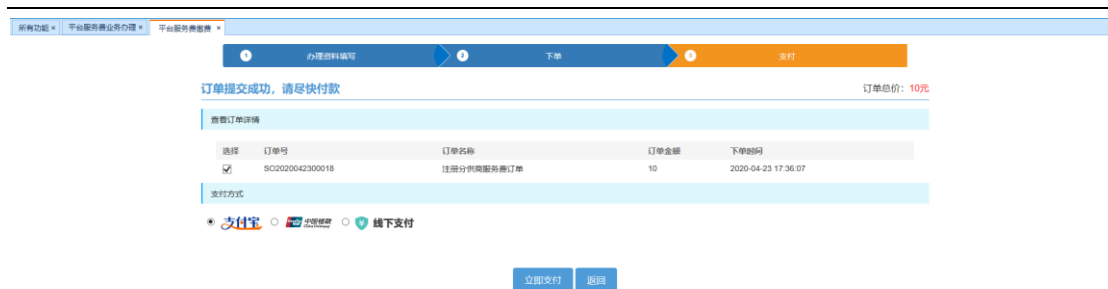 所有功能 × 平台服务费业务办理 × 平台服务费缴费 ×
1 办理资料填写 2 下单 3 支付
订单提交成功，请尽快付款 订单总价：10元
查看订单详情
选择 订单号 订单名称 订单金额 下单时间
SO2020042300018 注册分供商服务费订单 10 2020-04-23 17:36:07
支付方式
支付宝 中国银联 线下支付
立即支付 返回